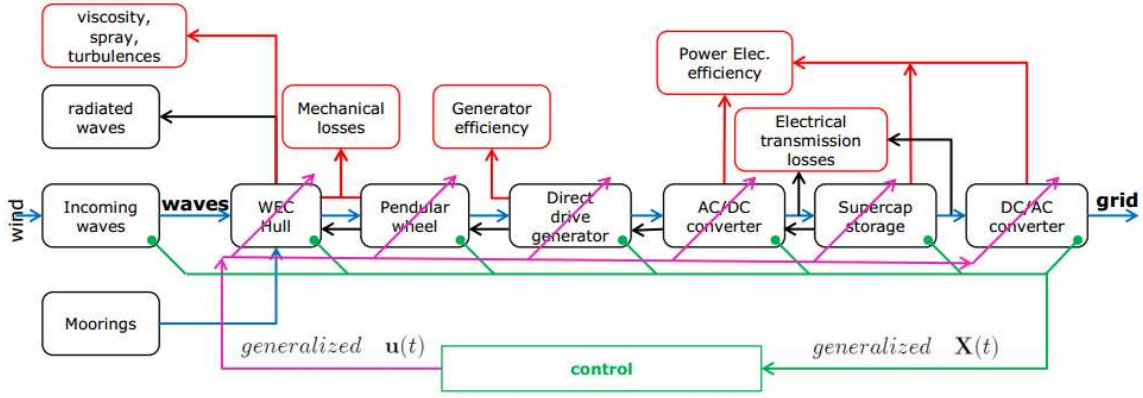 viscosity,
spray,
turbulences
radiated
waves
Mechanical
losses
Generator
efficiency
Power Elec.
efficiency
Electrical
transmission
losses
wind
Incoming
waves
waves
WEC
Hull
Pendular
wheel
Direct
drive
generator
AC/DC
converter
Supercap
storage
DC/AC
converter
grid
Moorings
generalized u(t)
control
generalized X(t)